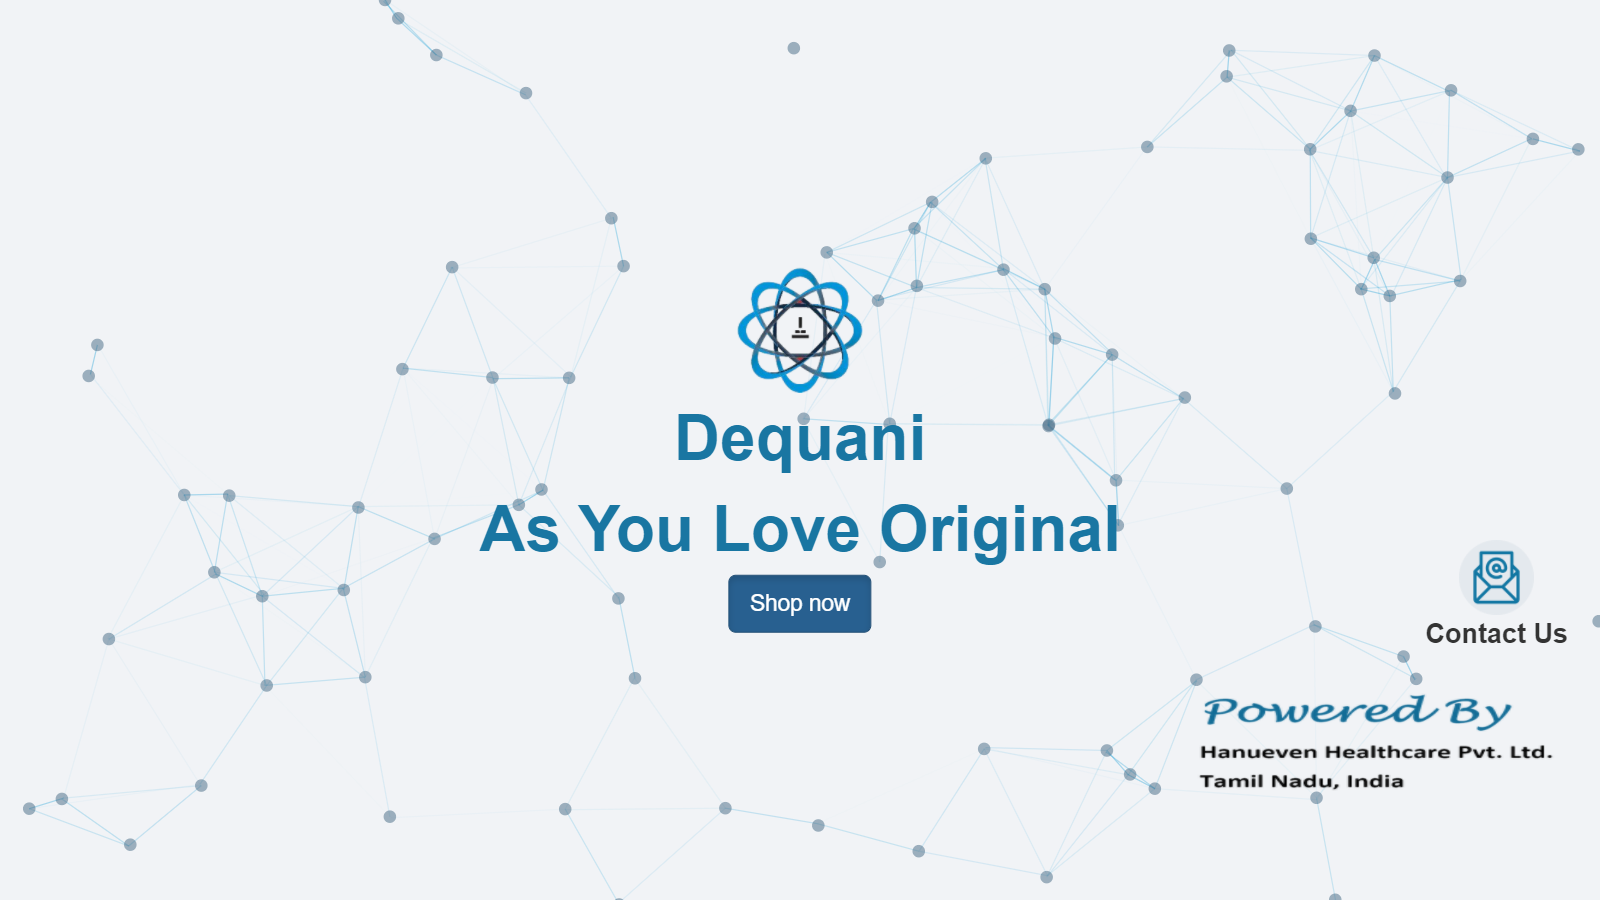 Dequani
As You Love Original
Shop now
Contact Us
Powered By
Hanueven Healthcare Pvt. Ltd.
Tamil Nadu, India